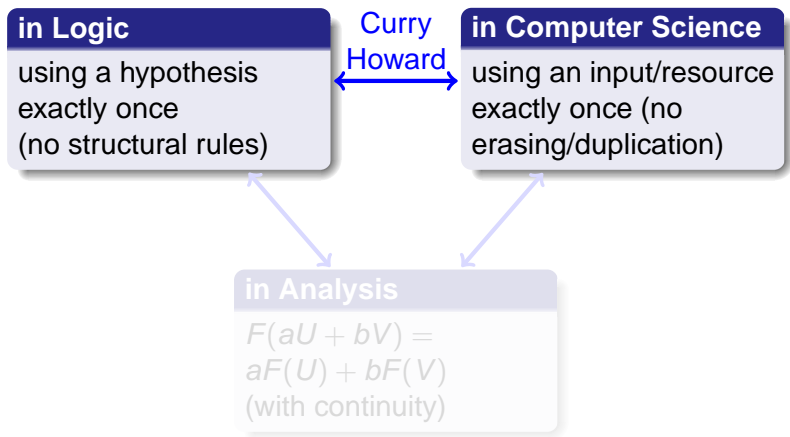 in Logic
using a hypothesis
exactly once
(no structural rules)
Curry
Howard
in Computer Science
using an input/resource
exactly once (no
erasing/duplication)
in Analysis
F(aU + bV) =
aF(U) + bF(V)
(with continuity)